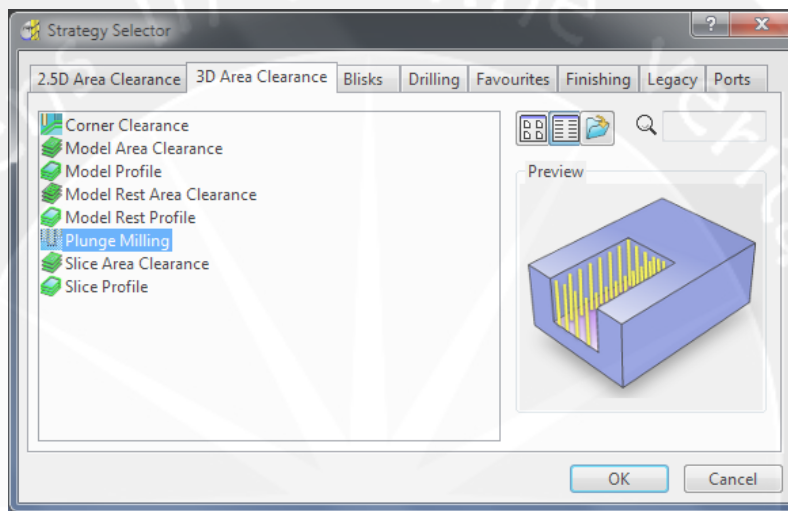 Strategy Selector
?
X
2.5D Area Clearance 3D Area Clearance Blisks Drilling Favourites Finishing Legacy Ports
Corner Clearance
Model Area Clearance
Model Profile
Model Rest Area Clearance
Model Rest Profile
Plunge Milling
Slice Area Clearance
Slice Profile
Preview
OK Cancel